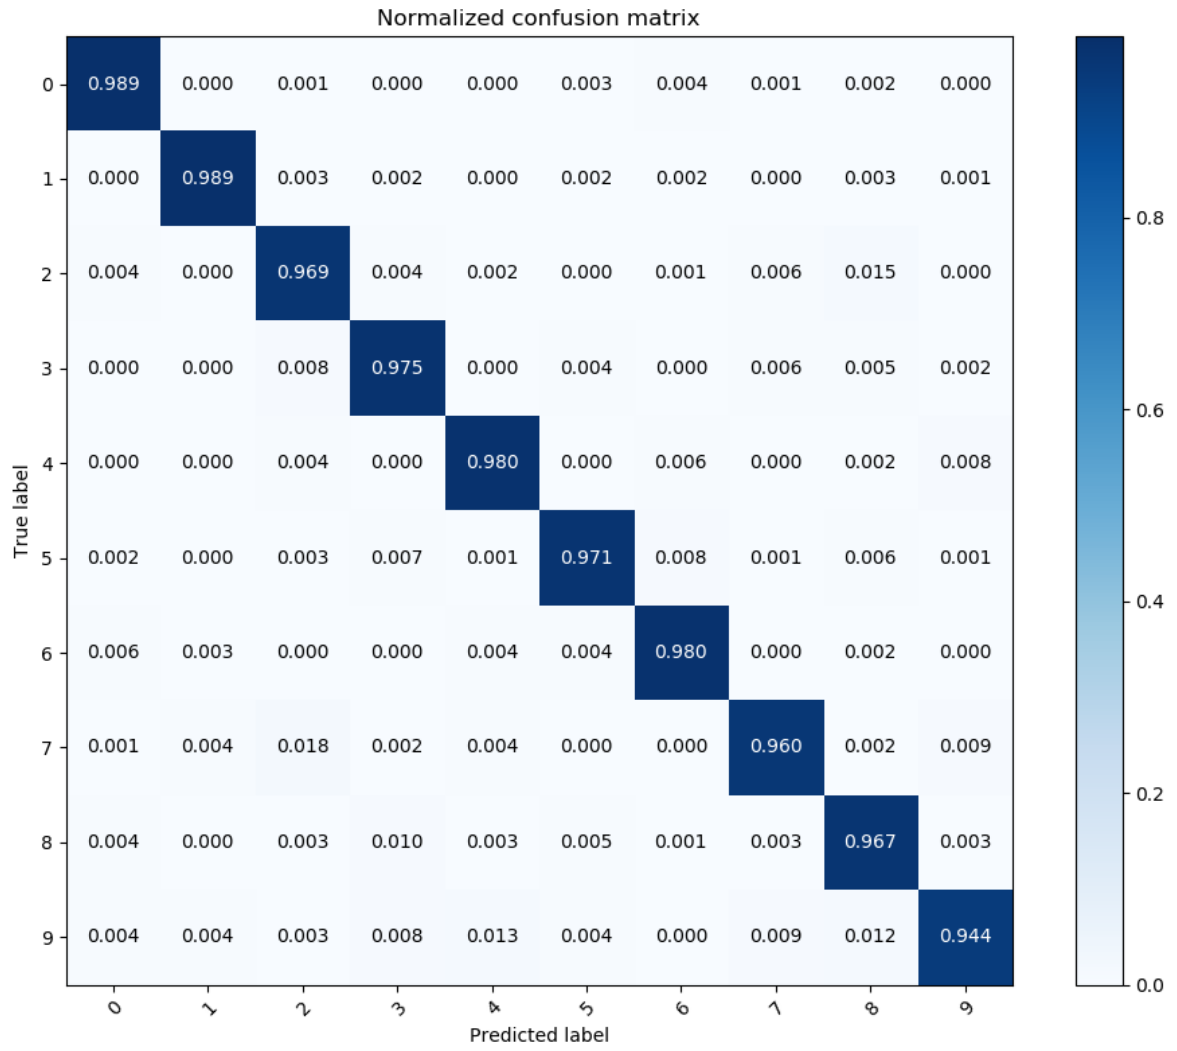 Normalized confusion matrix
0 0.989 0.000 0.001 0.000 0.000 0.003 0.004 0.001 0.002 0.000
1 0.000 0.989 0.003 0.002 0.000 0.002 0.002 0.000 0.003 0.001
2 0.004 0.000 0.969 0.004 0.002 0.000 0.001 0.006 0.015 0.000
3 0.000 0.000 0.008 0.975 0.000 0.004 0.000 0.006 0.005 0.002
4 0.000 0.000 0.004 0.000 0.980 0.000 0.006 0.000 0.002 0.008
5 0.002 0.000 0.003 0.007 0.001 0.971 0.008 0.001 0.006 0.001
6 0.006 0.003 0.000 0.000 0.004 0.004 0.980 0.000 0.002 0.000
7 0.001 0.004 0.018 0.002 0.004 0.000 0.000 0.960 0.002 0.009
8 0.004 0.000 0.003 0.010 0.003 0.005 0.001 0.003 0.967 0.003
9 0.004 0.004 0.003 0.008 0.013 0.004 0.000 0.009 0.012 0.944
0 1 2 3 4 5 6 7 8 9
Predicted label
True label
0.8
0.6
0.4
0.2
0.0